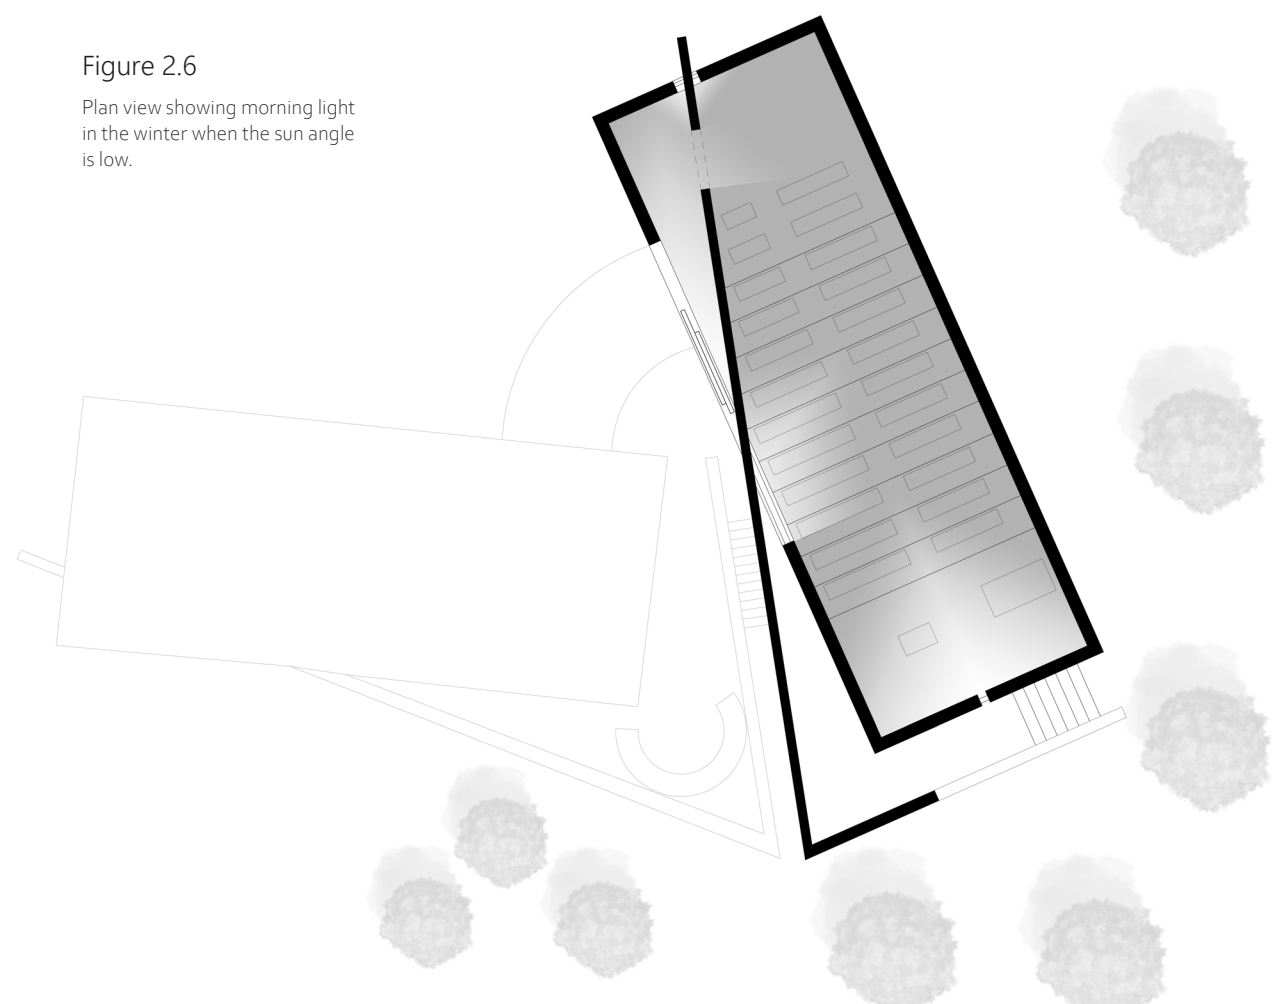 Figure 2.6
Plan view showing morning light
in the winter when the sun angle
is low.